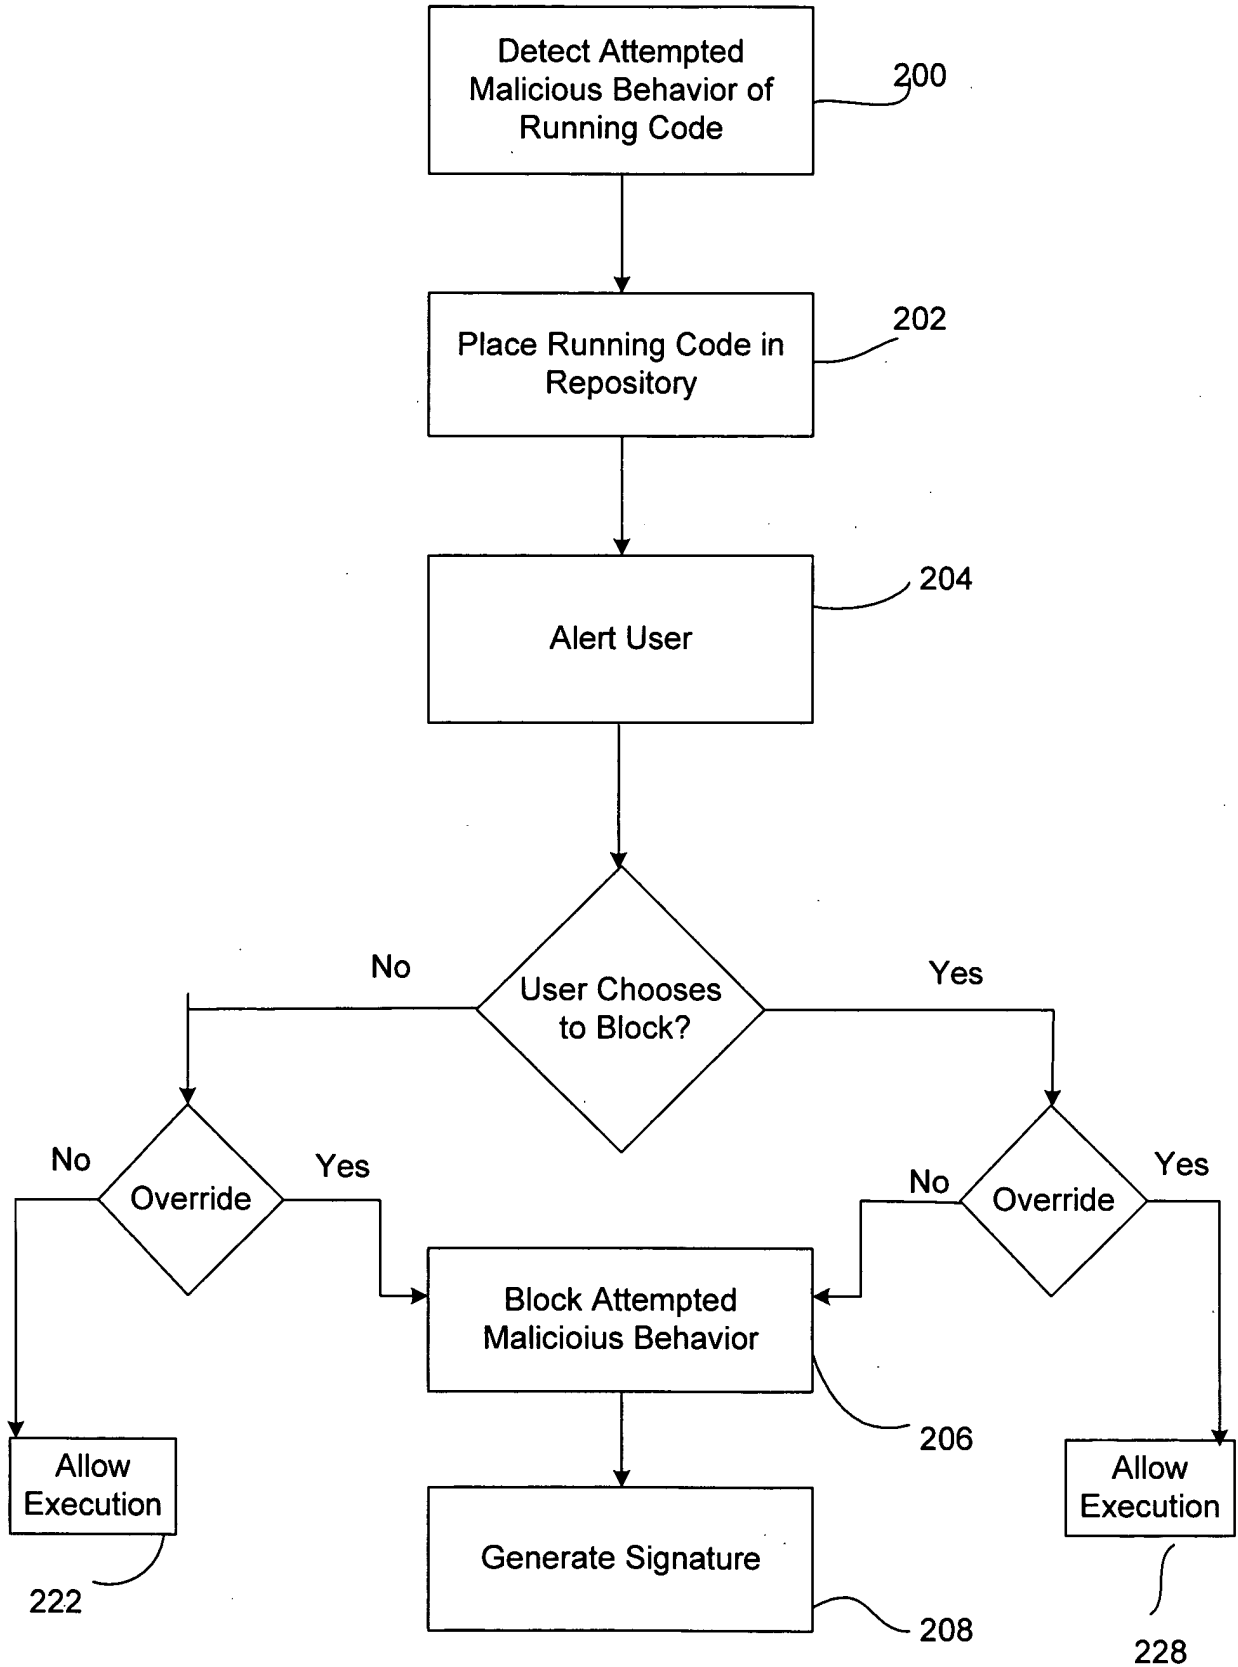 Detect Attempted
Malicious Behavior of
Running Code
200
Place Running Code in
Repository
202
Alert User
204
User Chooses
to Block?
No
Yes
No
Override
Yes
No
Override
Yes
Block Attempted
Malicioius Behavior
206
Allow
Execution
222
Allow
Execution
228
Generate Signature
208